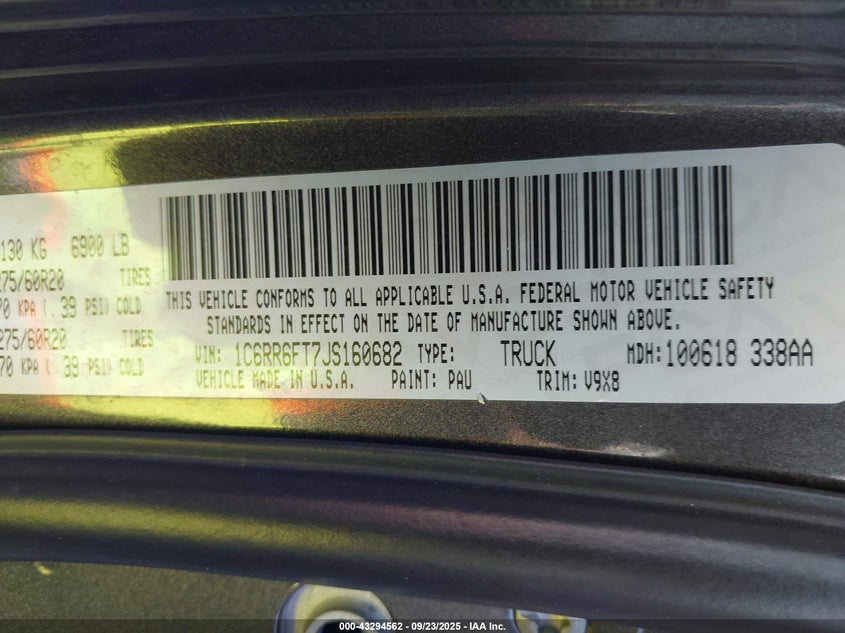 130 KG 6900 LB
275/60R20 TIRES
70 KPA ( 39 PSI) COLD
275/60R20 TIRES
70 KPA ( 39 PSI) COLD
THIS VEHICLE CONFORMS TO ALL APPLICABLE U.S.A. FEDERAL MOTOR VEHICLE SAFETY
STANDARDS IN EFFECT ON THE DATE OF MANUFACTURE SHOWN ABOVE.
VIN: 1C6RR6FT7JS160682 TYPE: TRUCK MDH:100618 338AA
VEHICLE MADE IN U.S.A. PAINT: PAU TRIM: V9X8
000-43294562 - 09/23/2025 - IAA Inc.